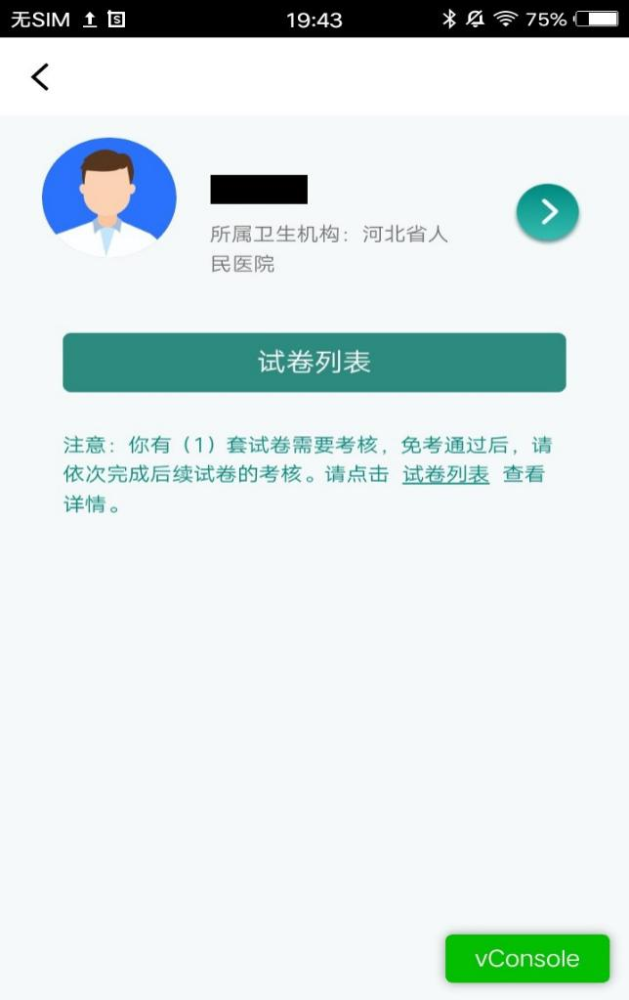 无SIM 19:43 75%
所属卫生机构：河北省人
民医院
试卷列表
注意：你有（1）套试卷需要考核，免考通过后，请
依次完成后续试卷的考核。请点击 试卷列表 查看
详情。
vConsole